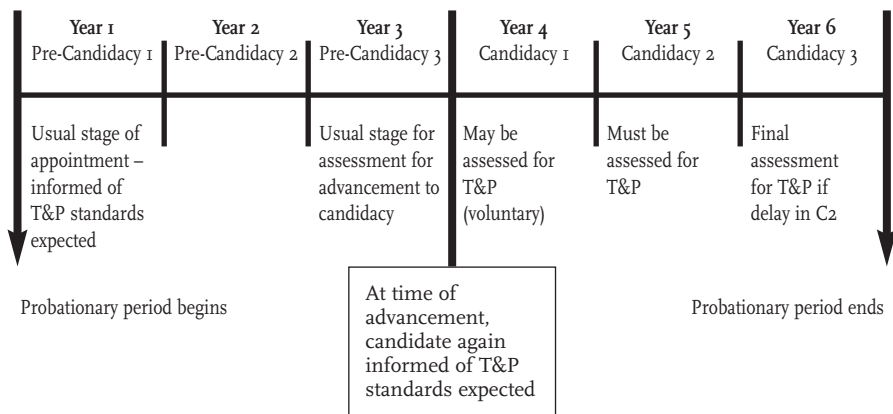 Year 1
Pre-Candidacy 1
Year 2
Pre-Candidacy 2
Year 3
Pre-Candidacy 3
Year 4
Candidacy 1
Year 5
Candidacy 2
Year 6
Candidacy 3
Usual stage of
appointment –
informed of
T&P standards
expected
Usual stage for
assessment for
advancement to
candidacy
May be
assessed for
T&P
(voluntary)
Must be
assessed for
T&P
Final
assessment
for T&P if
delay in C2
Probationary period begins
At time of
advancement,
candidate again
informed of T&P
standards expected
Probationary period ends